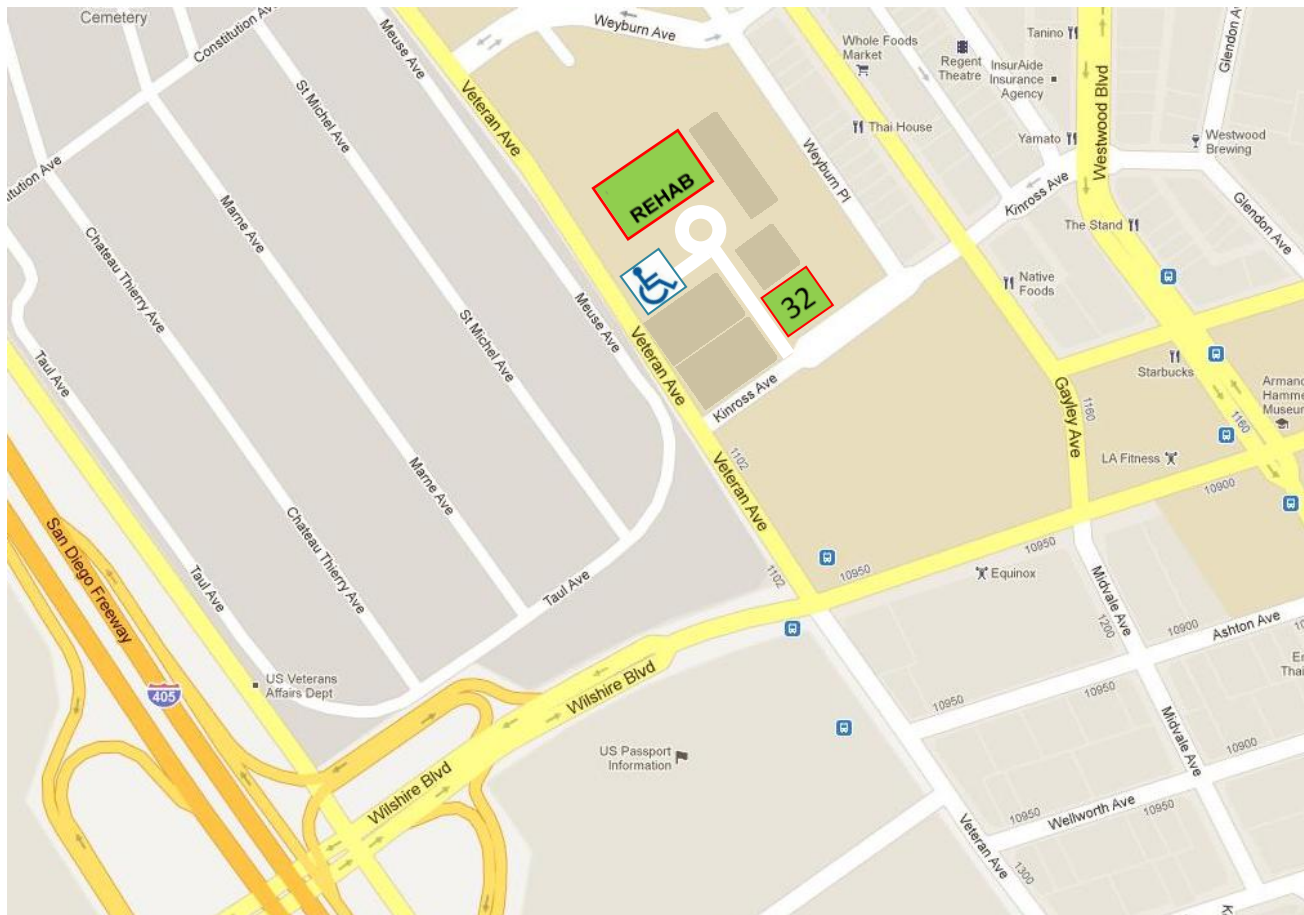 Cemetery
Constitution Av
Meuse Ave
Weyburn Ave
Whole Foods
Market
Regent
Theatre
InsurAide
Insurance
Agency
Tanino
Glendon A
Westwood Blvd
St Michel Ave
Veteran Ave
Thai House
Yamato
Westwood
Brewing
titution Ave
REHAB
Weyburn Pl
Kinross Ave
Marne Ave
The Stand
Glendon Ave
Chateau Thierry Ave
32
Native
Foods
Meuse Ave
St Michel Ave
Veteran Ave
Taul Ave
Starbucks
Kinross Ave
Gayley Ave
1160
Armand
Hamme
Museum
1160
1102
Veteran Ave
LA Fitness
Marne Ave
10900
San Diego Freeway
Chateau Thierry Ave
10950
1102
10950
Equinox
Taul Ave
Taul Ave
Midvale Ave
1200
10900
Ashton Ave
10
US Veterans
Affairs Dept
405
Wilshire Blvd
10950
10950
Er
Thai
Midvale Ave
US Passport
Information
10900
Wilshire Blvd
10950
Wellworth Ave
10950
Veteran Ave
1300
K